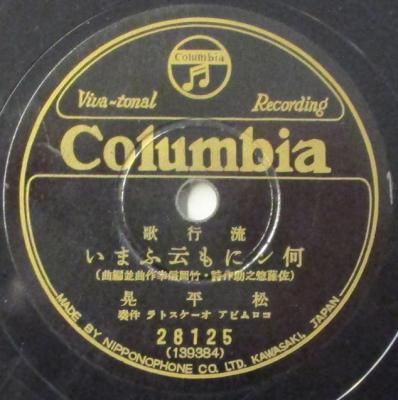 Columbia
Viva-tonal Recording
Columbia
流行歌
何ンにも云ふまい
(佐藤惣之助作詩・竹岡信幸作曲並編曲)
松平晃
コロムビア オーケストラ 伴奏
28125
(139384)
MADE BY NIPPONOPHONE CO. LTD. KAWASAKI, JAPAN